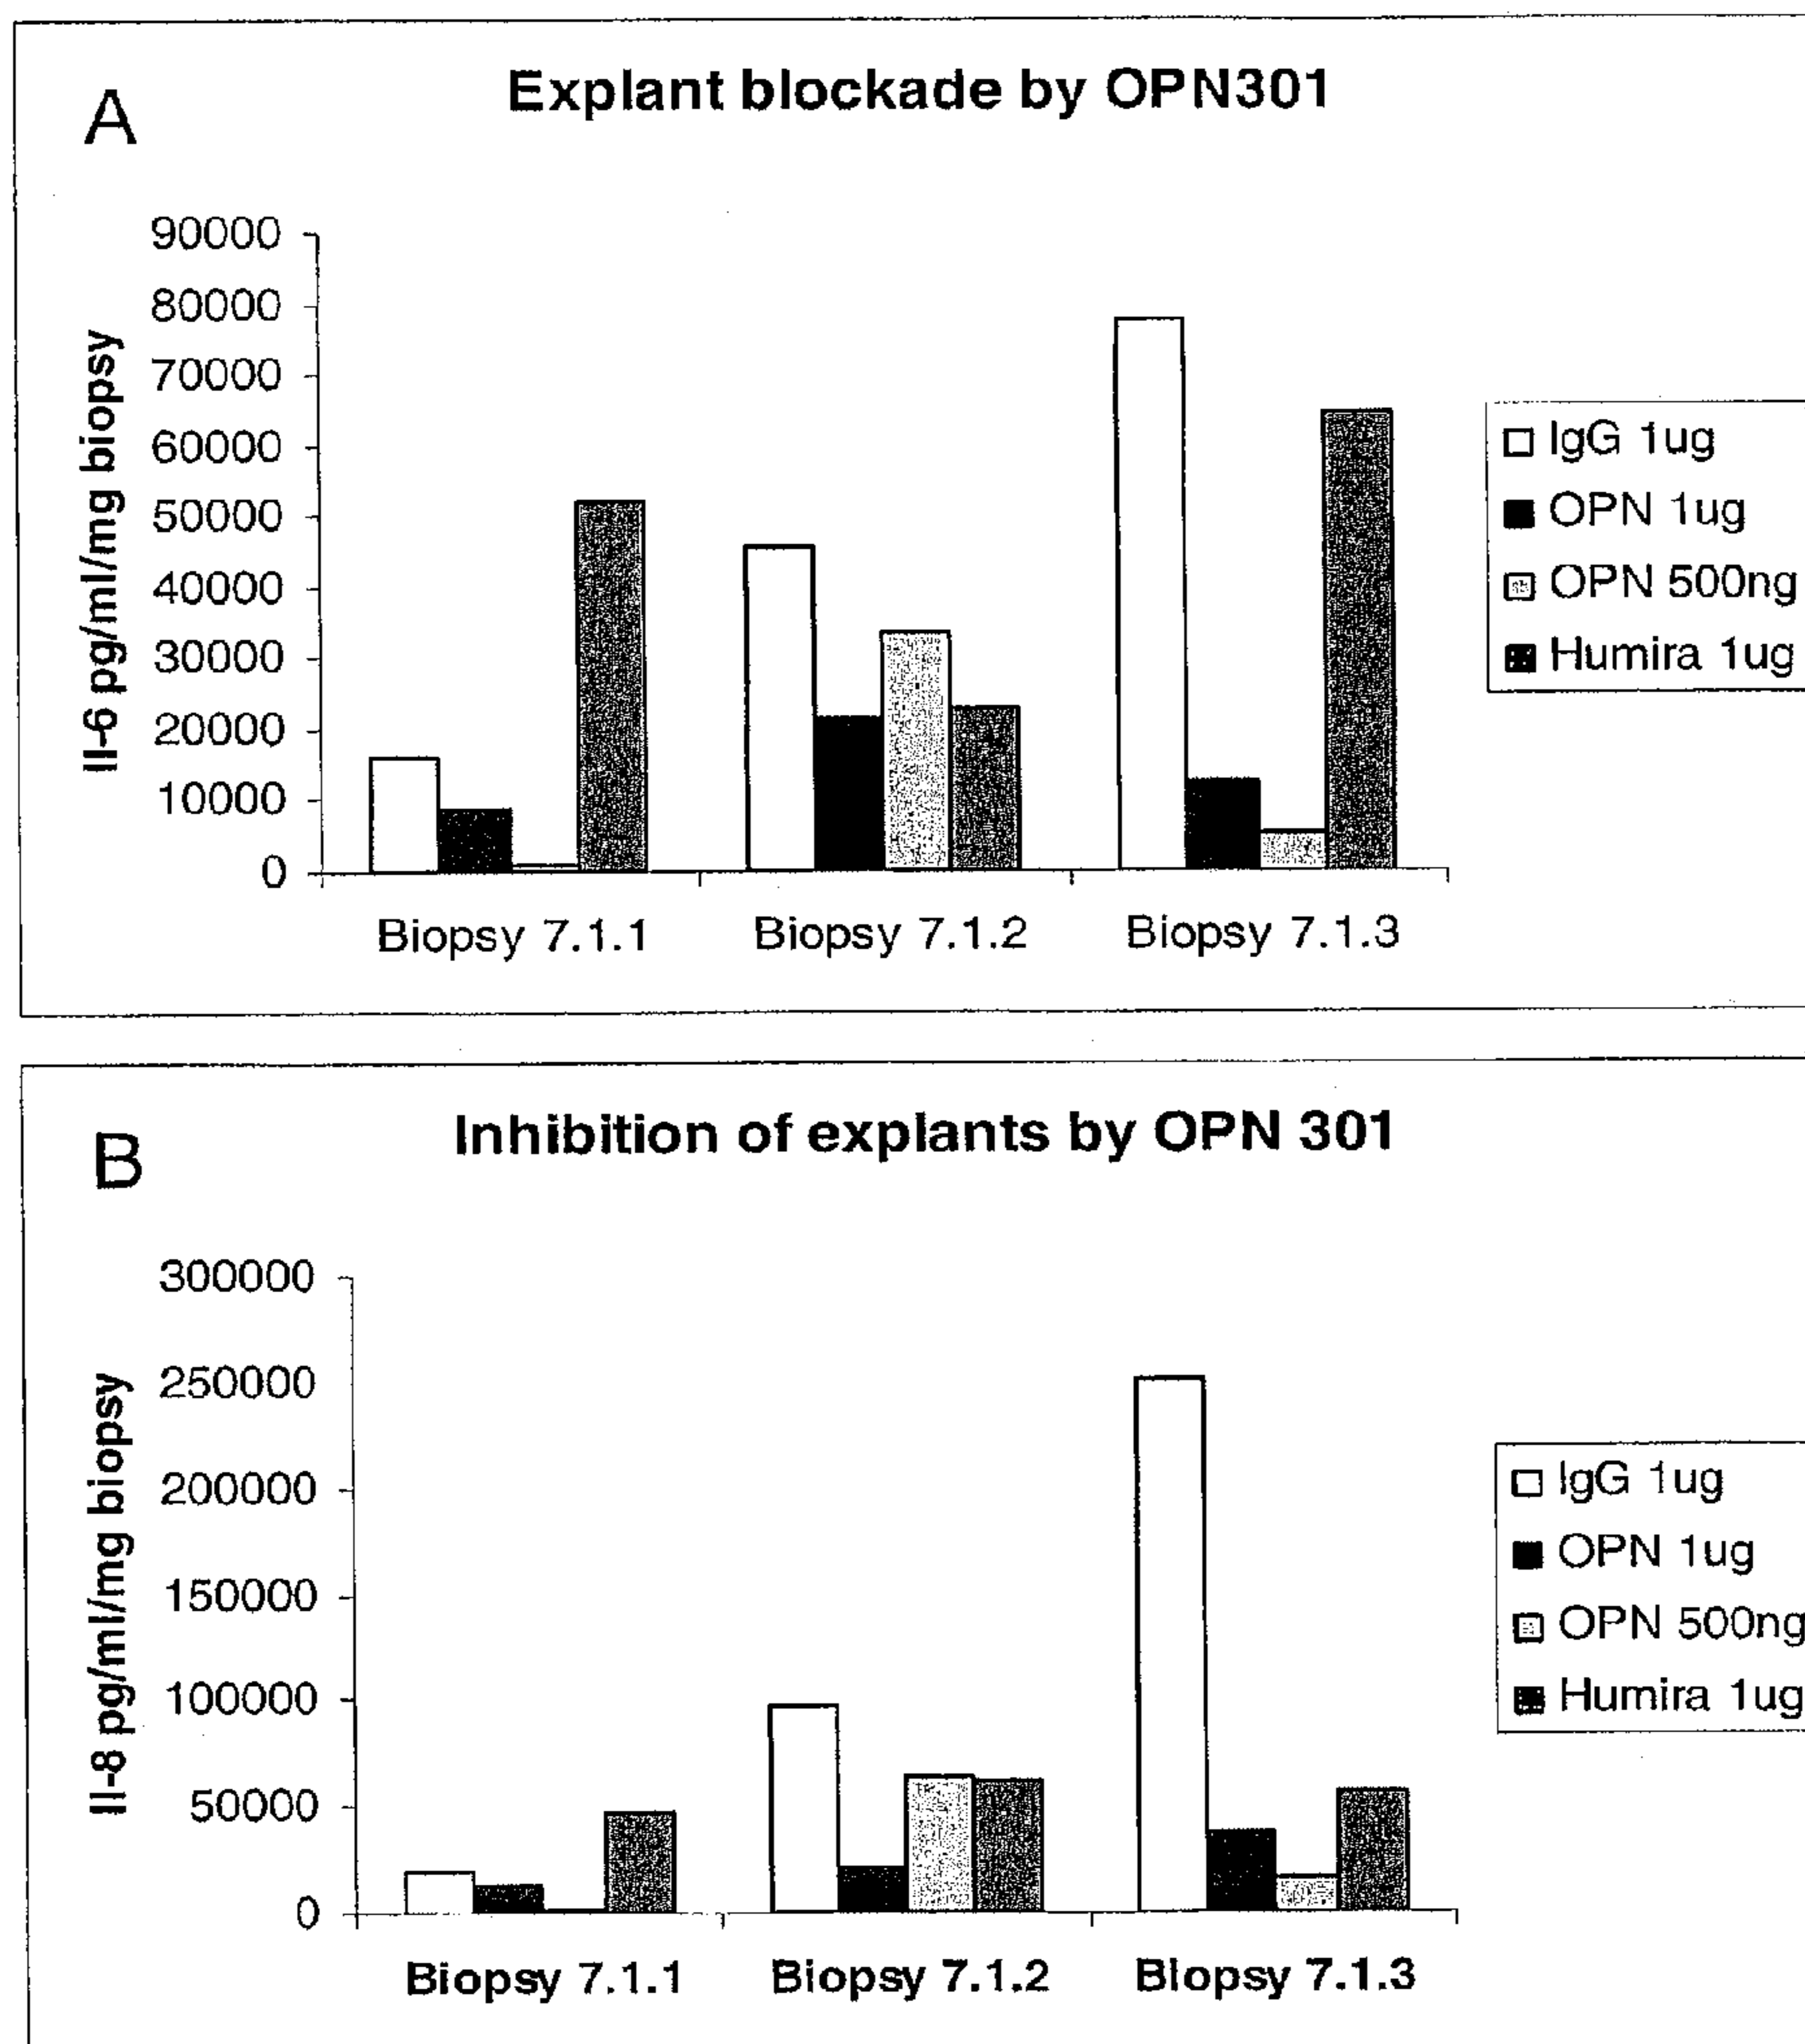 A
Explant blockade by OPN301
Il-6 pg/ml/mg biopsy
90000
80000
70000
60000
50000
40000
30000
20000
10000
0
Biopsy 7.1.1
Biopsy 7.1.2
Biopsy 7.1.3
IgG 1ug
OPN 1ug
OPN 500ng
Humira 1ug
B
Inhibition of explants by OPN 301
Il-8 pg/ml/mg biopsy
300000
250000
200000
150000
100000
50000
0
Biopsy 7.1.1
Biopsy 7.1.2
Biopsy 7.1.3
IgG 1ug
OPN 1ug
OPN 500ng
Humira 1ug